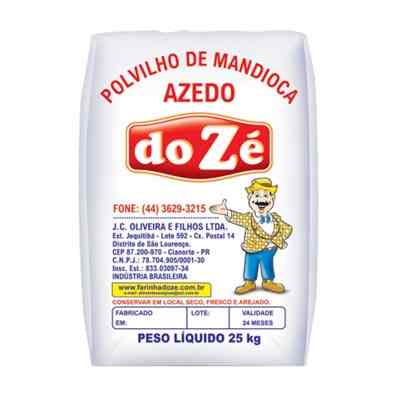 POLVILHO DE MANDIOCA
AZEDO
do Zé
FONE: (44) 3629-3215
J.C. OLIVEIRA E FILHOS LTDA.
Est. Jequitibá - Lote 592 - Cx. Postal 14
Distrito de São Lourenço.
CEP 87.200-970 - Cianorte - PR
C.N.P.J.: 78.704.905/0001-30
Insc, Est.: 833.03097-34
INDÚSTRIA BRASILEIRA
www.farinhadoze.com.br
CONSERVAR EM LOCAL SECO, FRESCO E AREJADO.
FABRICADO EM: LOTE: VALIDADE 24 MESES
PESO LÍQUIDO 25 kg